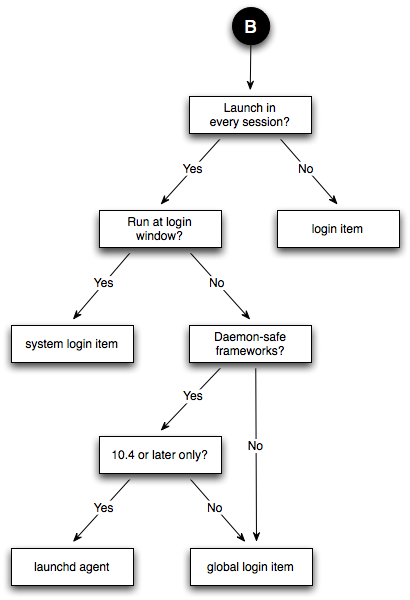 B
Launch in
every session?
Yes
No
Run at login
window?
login item
Yes
No
system login item
Daemon-safe
frameworks?
Yes
No
10.4 or later only?
Yes
No
launchd agent
global login item